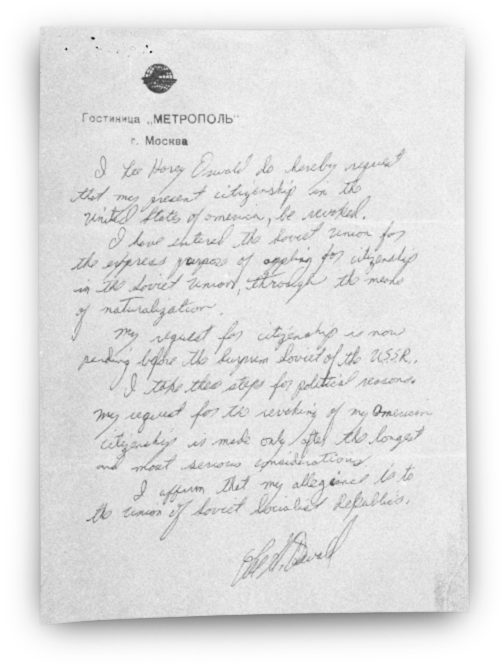 Гостиница „МЕТРОПОЛЬ"
г. Москва
I Lee Harey Oswald do hereby request
that my present citizenship in the
United States of america, be revoked.
I have entered the Soviet Union for
the express purpose of appling for citizenship
in the Soviet Union, through the means
of naturalization.
My request for citizenship is now
pending before the Surprem Soviet of the U.S.S.R.
I take these steps for political reasons.
My request for the revoking of my American
citizenship is made only after the longest
and most serious considerations.
I affirm that my allegiance is to
the Union of Soviet Socialist Republics.
Lee H. Oswald